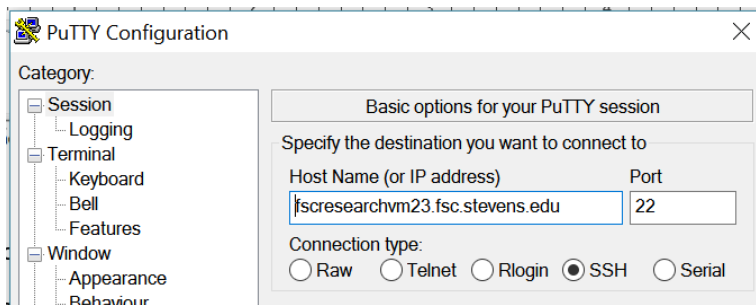 PuTTY Configuration
Category:
Session
Logging
Terminal
Keyboard
Bell
Features
Window
Appearance
Behaviour
Basic options for your PuTTY session
Specify the destination you want to connect to
Host Name (or IP address) Port
fscresearchvm23.fsc.stevens.edu 22
Connection type:
Raw Telnet Rlogin SSH Serial